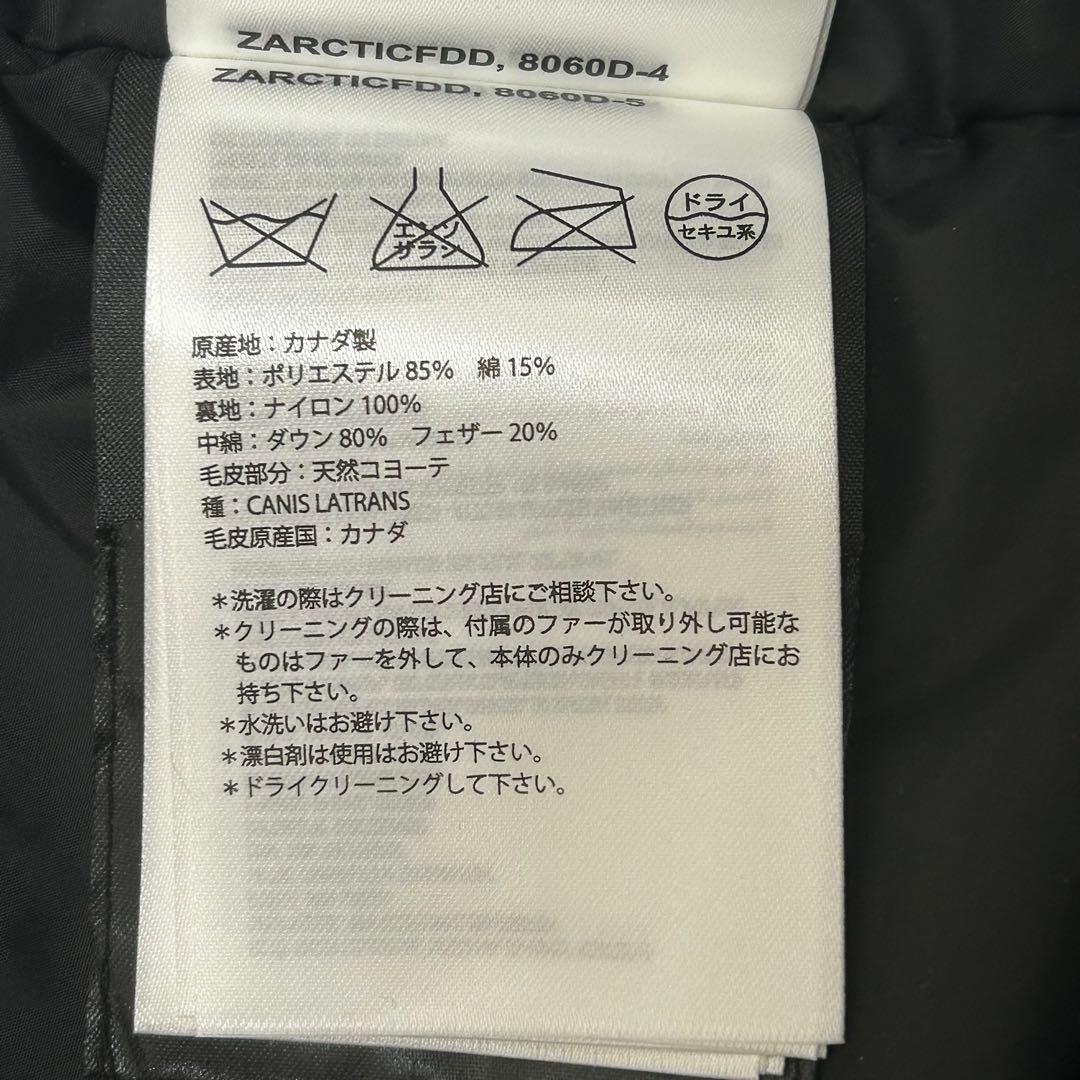 ZARCTICFDD, 8060D-4
ZARCTICFDD, 8060D-5
エンソ
サラシ
ドライ
セキユ系
原産地：カナダ製
表地：ポリエステル 85%　綿 15%
裏地：ナイロン 100%
中綿：ダウン 80%　フェザー 20%
毛皮部分：天然コヨーテ
種：CANIS LATRANS
毛皮原産国：カナダ
＊洗濯の際はクリーニング店にご相談下さい。
＊クリーニングの際は、付属のファーが取り外し可能な
ものはファーを外して、本体のみクリーニング店にお
持ち下さい。
＊水洗いはお避け下さい。
＊漂白剤は使用はお避け下さい。
＊ドライクリーニングして下さい。